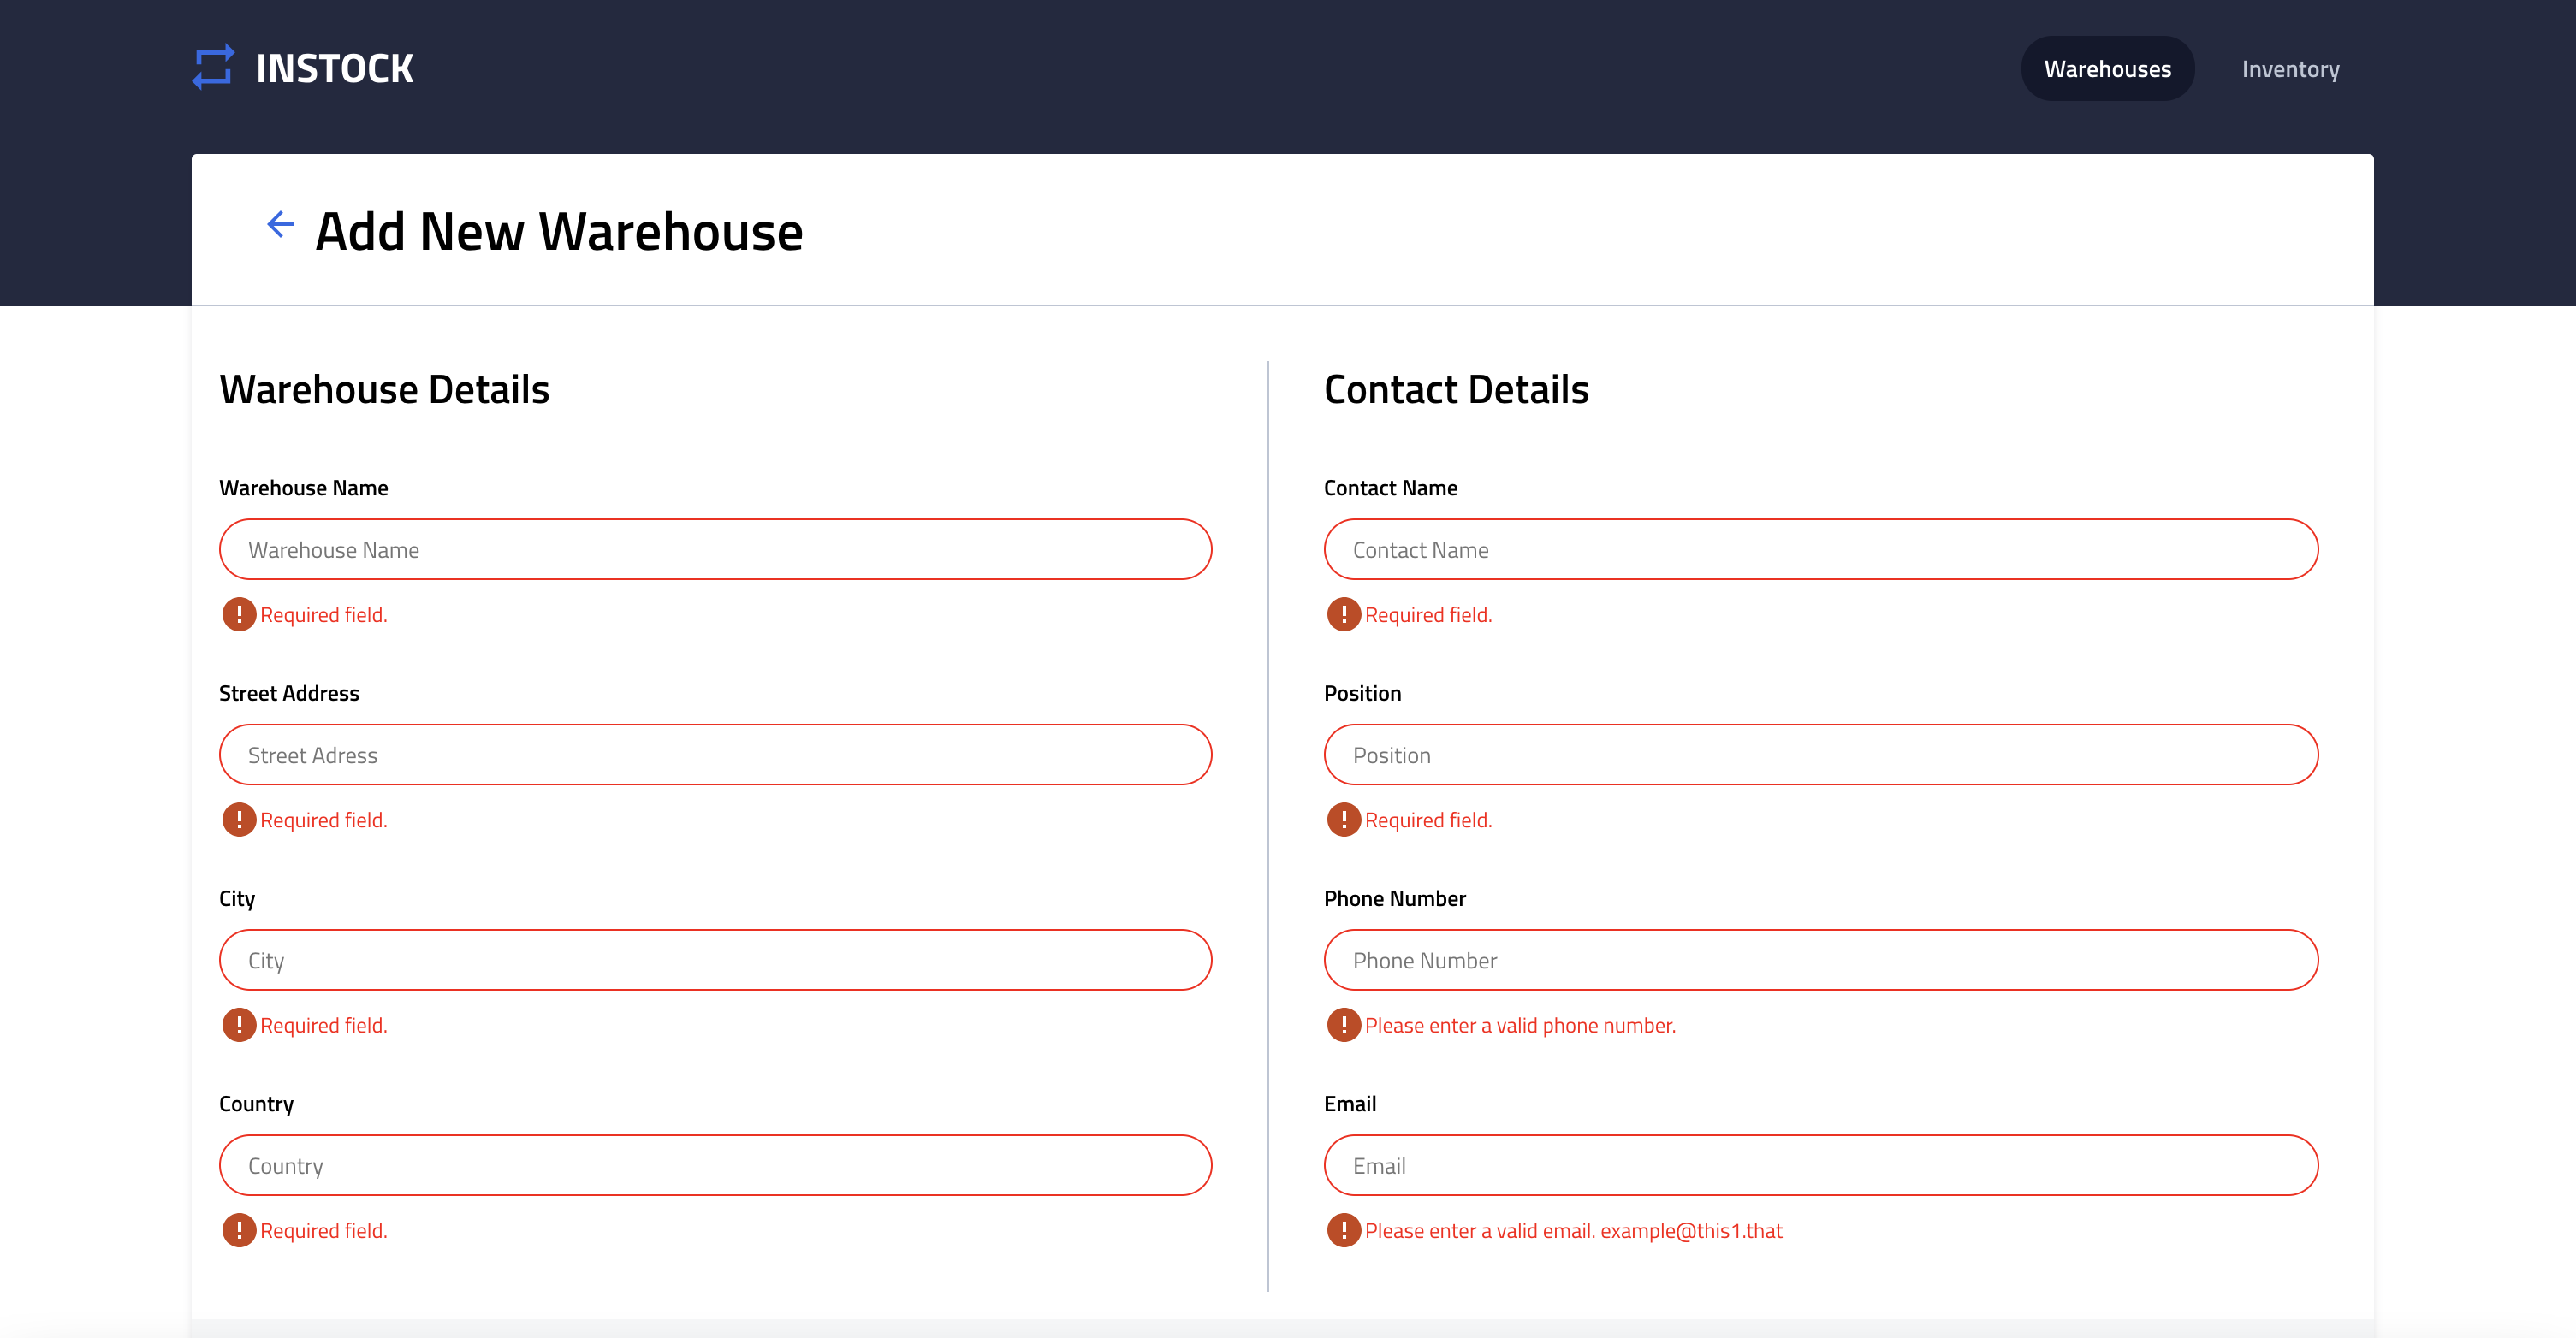 INSTOCK
Warehouses
Inventory
Add New Warehouse
Warehouse Details
Warehouse Name
Warehouse Name
Required field.
Street Address
Street Adress
Required field.
City
City
Required field.
Country
Country
Required field.
Contact Details
Contact Name
Contact Name
Required field.
Position
Position
Required field.
Phone Number
Phone Number
Please enter a valid phone number.
Email
Email
Please enter a valid email. example@this1.that